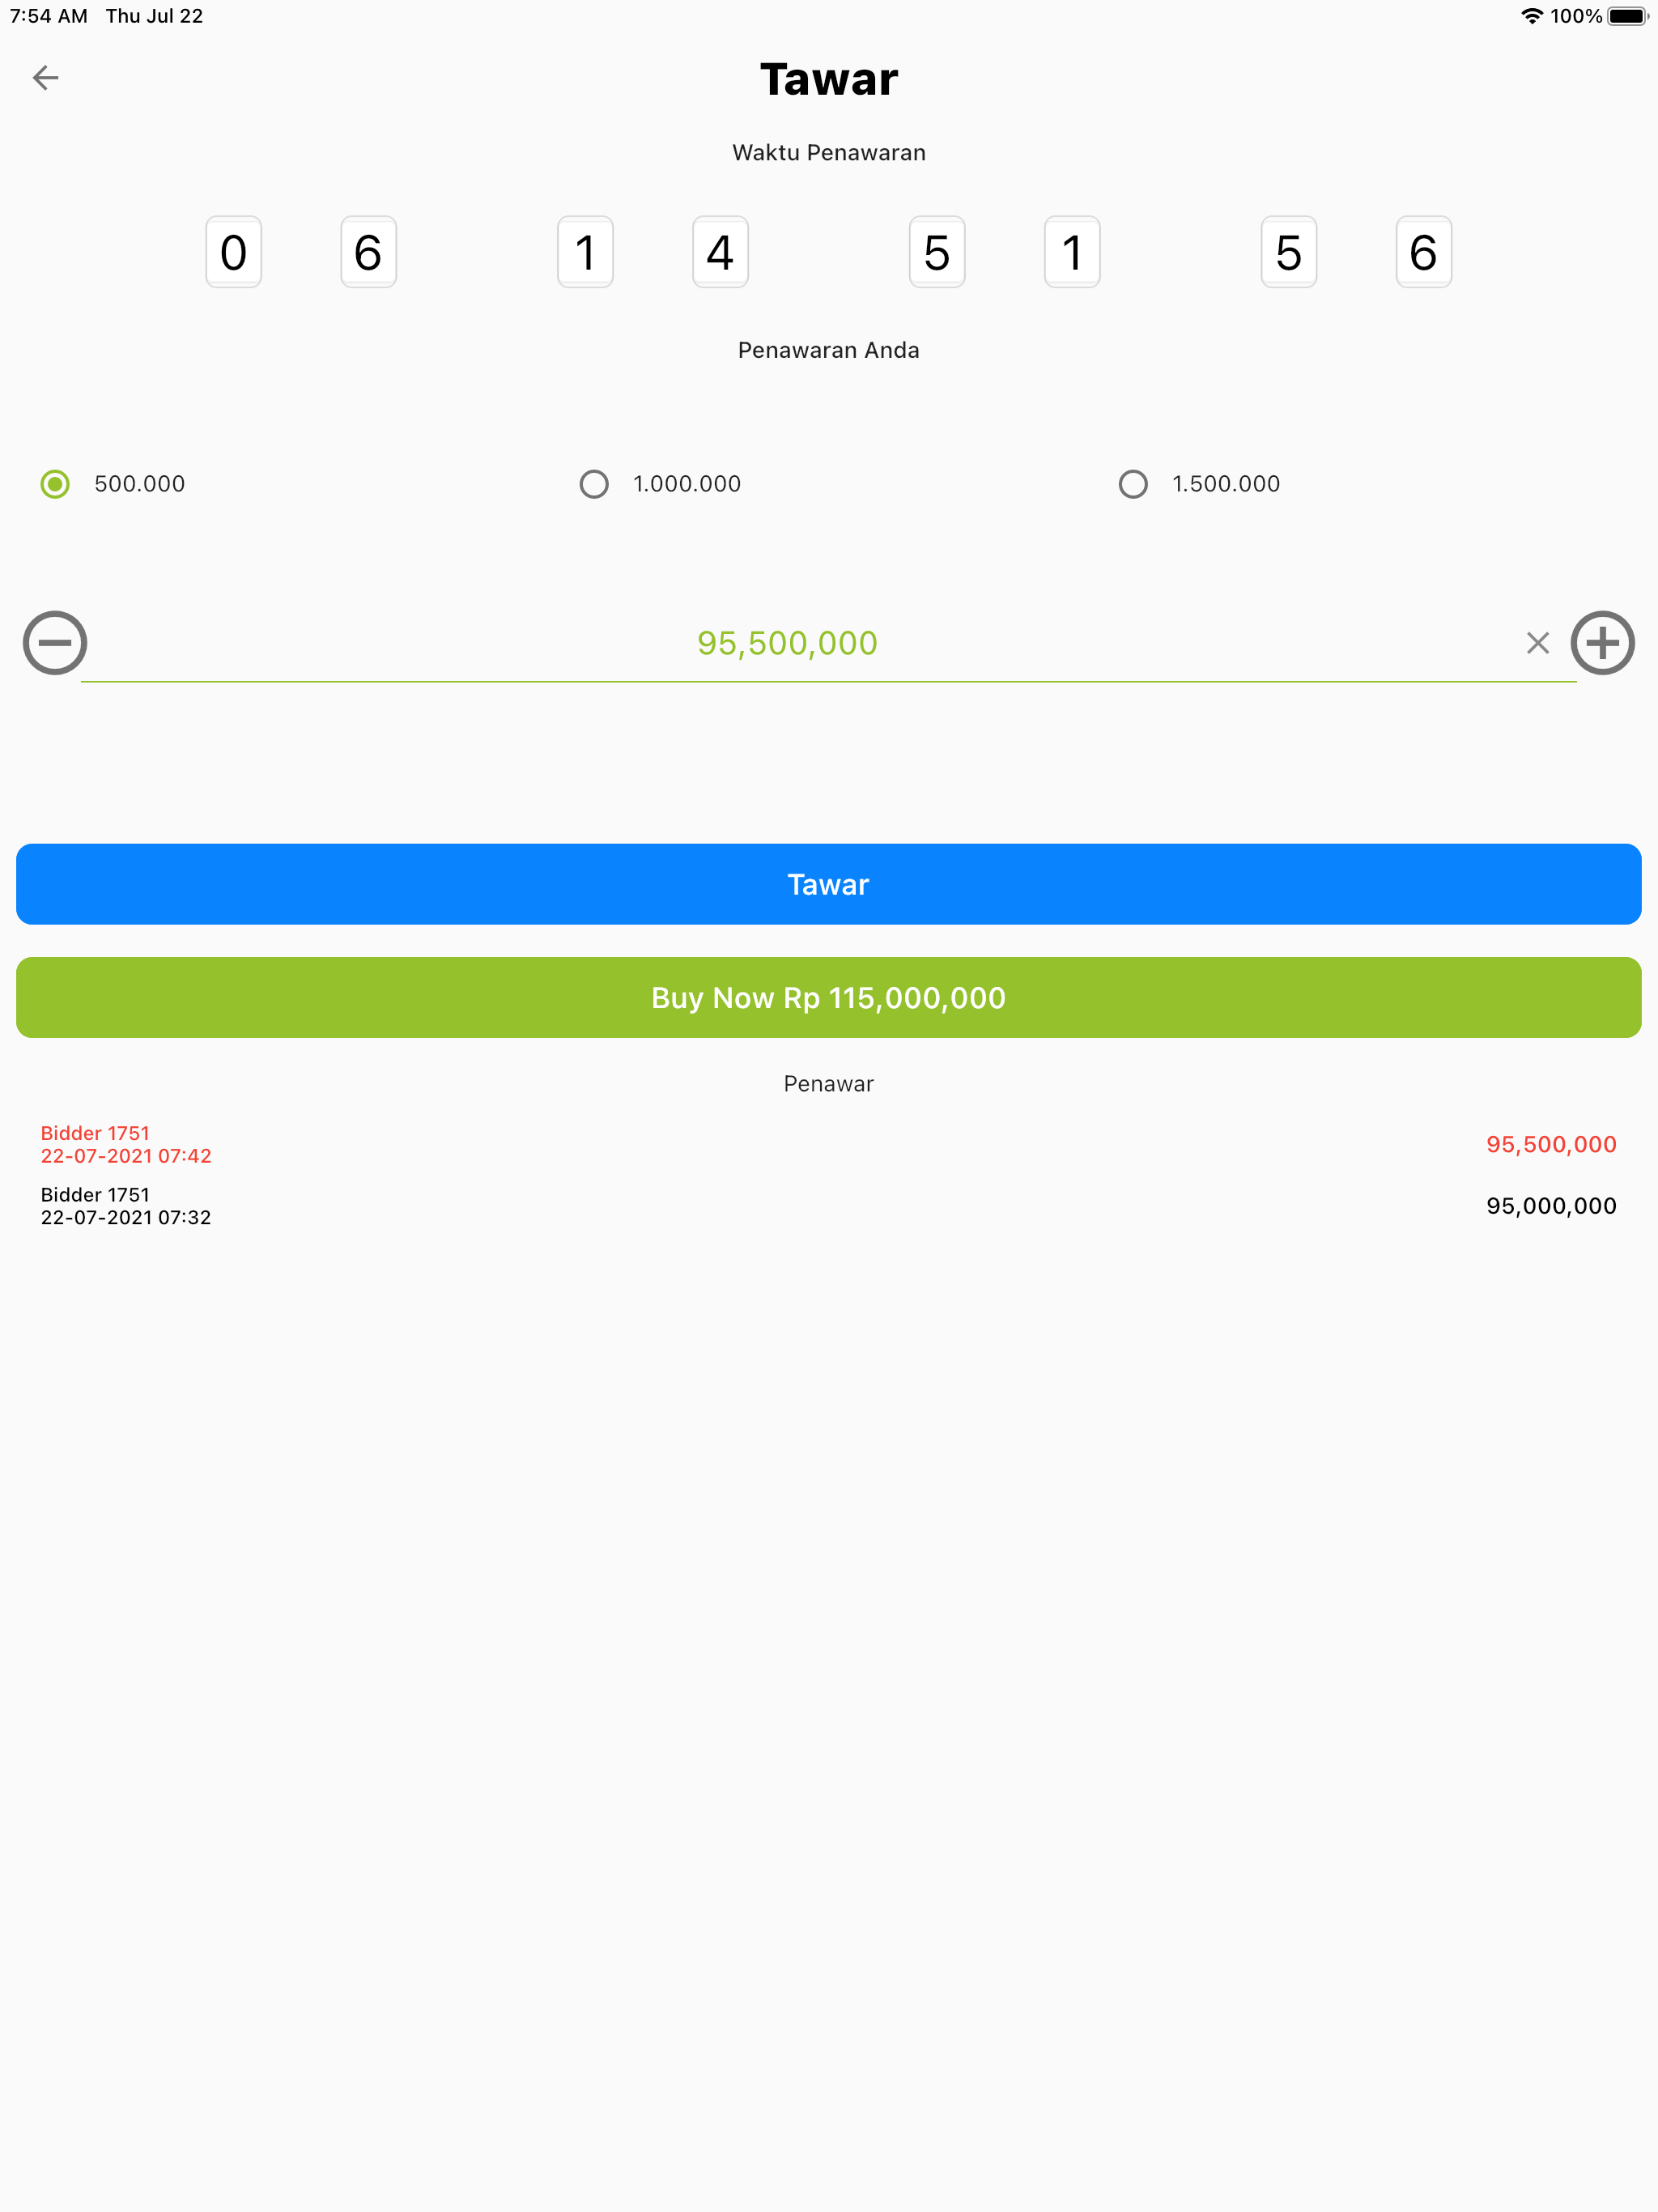 7:54 AM Thu Jul 22 100%
Tawar
Waktu Penawaran
0 6 1 4 5 1 5 6
Penawaran Anda
500.000 1.000.000 1.500.000
95,500,000
Tawar
Buy Now Rp 115,000,000
Penawar
Bidder 1751
22-07-2021 07:42 95,500,000
Bidder 1751
22-07-2021 07:32 95,000,000